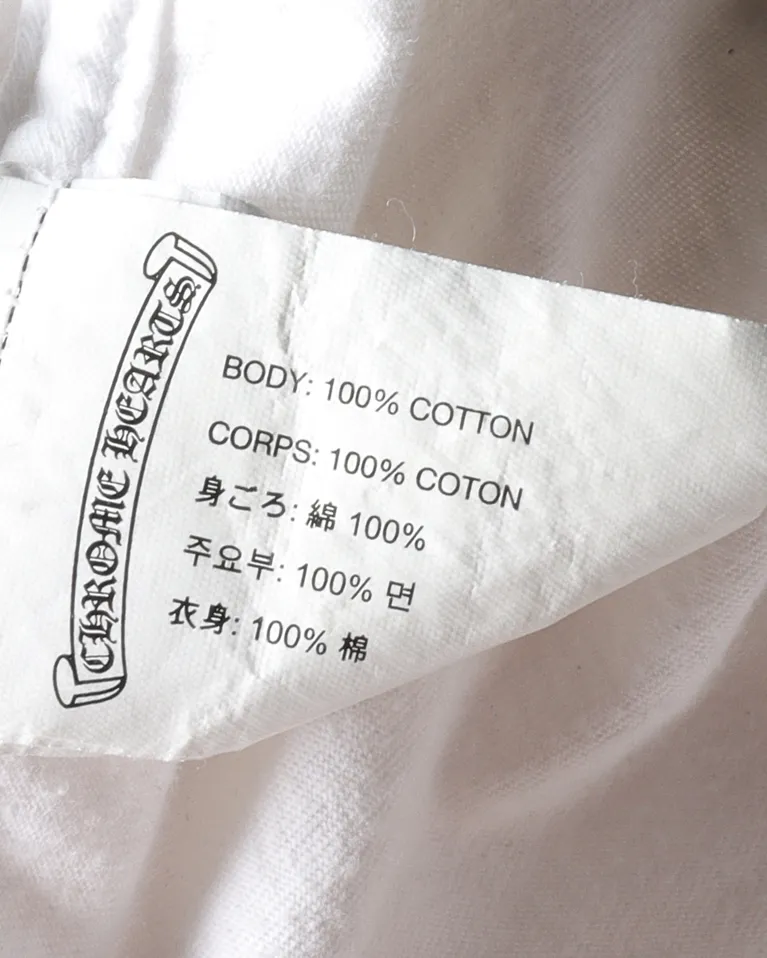 CHROME HEARTS
BODY: 100% COTTON
CORPS: 100% COTON
身ごろ: 綿 100%
주요부: 100% 면
衣身: 100% 棉